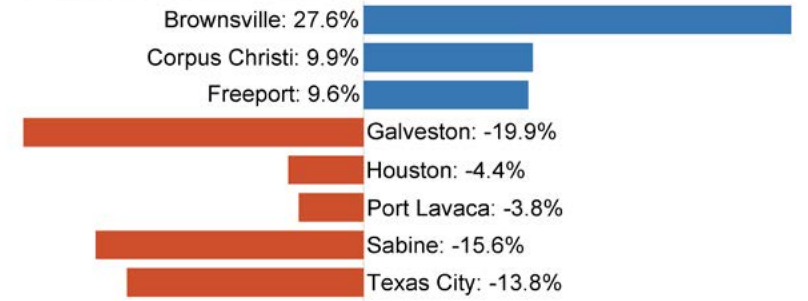 Brownsville: 27.6%
Corpus Christi: 9.9%
Freeport: 9.6%
Galveston: -19.9%
Houston: -4.4%
Port Lavaca: -3.8%
Sabine: -15.6%
Texas City: -13.8%